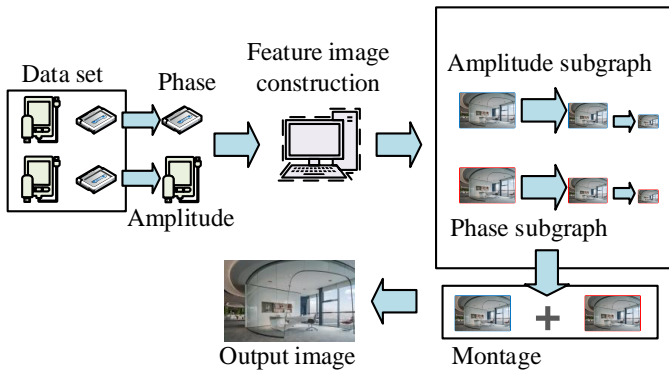 Data set
Phase
Amplitude
Feature image
construction
Amplitude subgraph
Phase subgraph
Montage
Output image